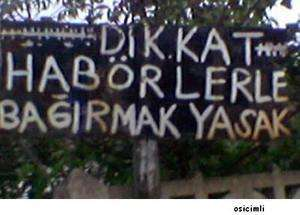 DİKKAT
HABÖRLERLE
BAĞIRMAK YASAK
osicimli